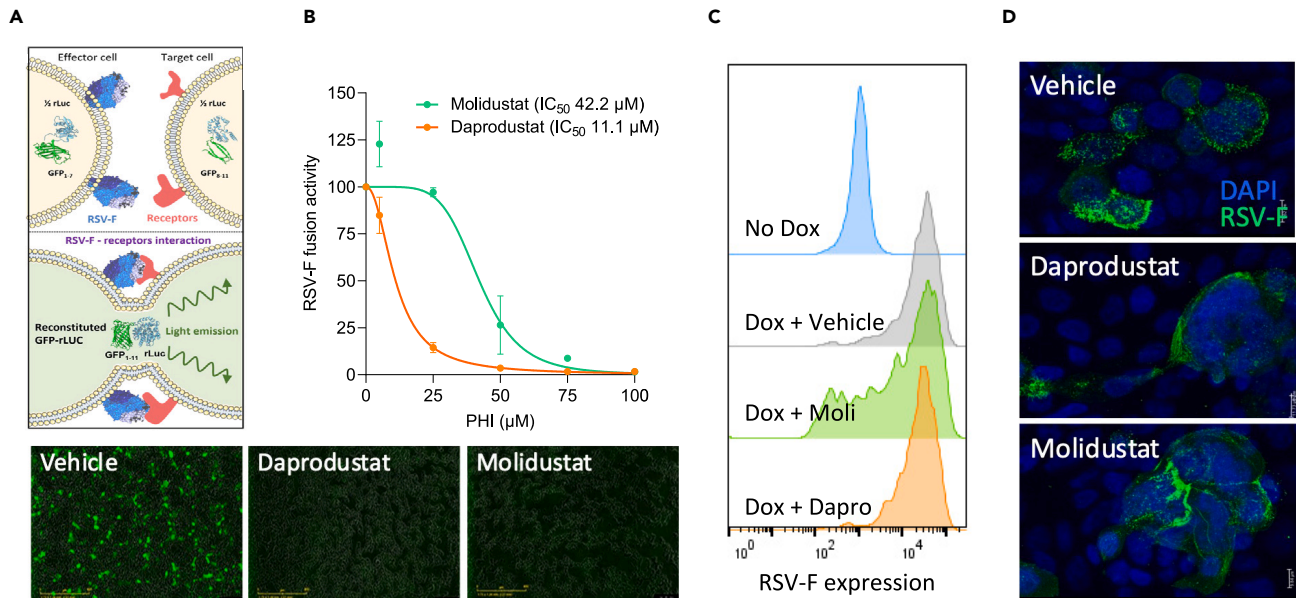 A
Effector cell
Target cell
½ rLuc
½ rLuc
GFP1-7
GFP8-11
RSV-F
Receptors
RSV-F - receptors interaction
Reconstituted
GFP-rLUC
Light emission
GFP1-11
rLuc
B
150
125
100
75
50
25
0
RSV-F fusion activity
Molidustat (IC50 42.2 µM)
Daprodustat (IC50 11.1 µM)
0
25
50
75
100
PHI (µM)
Vehicle
Daprodustat
Molidustat
C
No Dox
Dox + Vehicle
Dox + Moli
Dox + Dapro
10^0
10^2
10^4
RSV-F expression
D
Vehicle
DAPI
RSV-F
Daprodustat
Molidustat